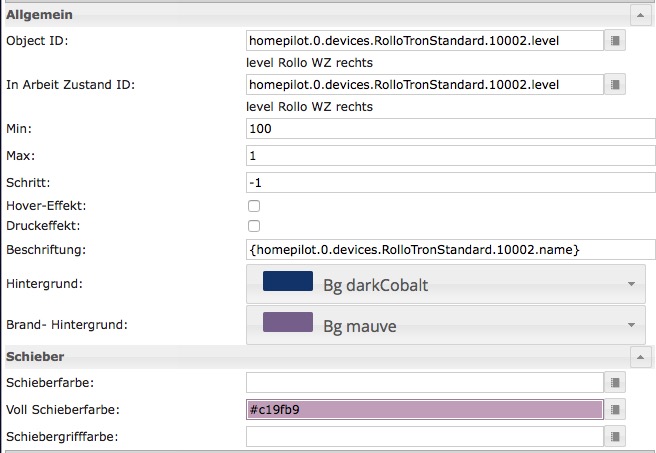 Allgemein
Object ID: homepilot.0.devices.RolloTronStandard.10002.level
level Rollo WZ rechts
In Arbeit Zustand ID: homepilot.0.devices.RolloTronStandard.10002.level
level Rollo WZ rechts
Min: 100
Max: 1
Schritt: -1
Hover-Effekt:
Druckeffekt:
Beschriftung: {homepilot.0.devices.RolloTronStandard.10002.name}
Hintergrund: Bg darkCobalt
Brand- Hintergrund: Bg mauve
Schieber
Schieberfarbe:
Voll Schieberfarbe: #c19fb9
Schiebergrifffarbe: